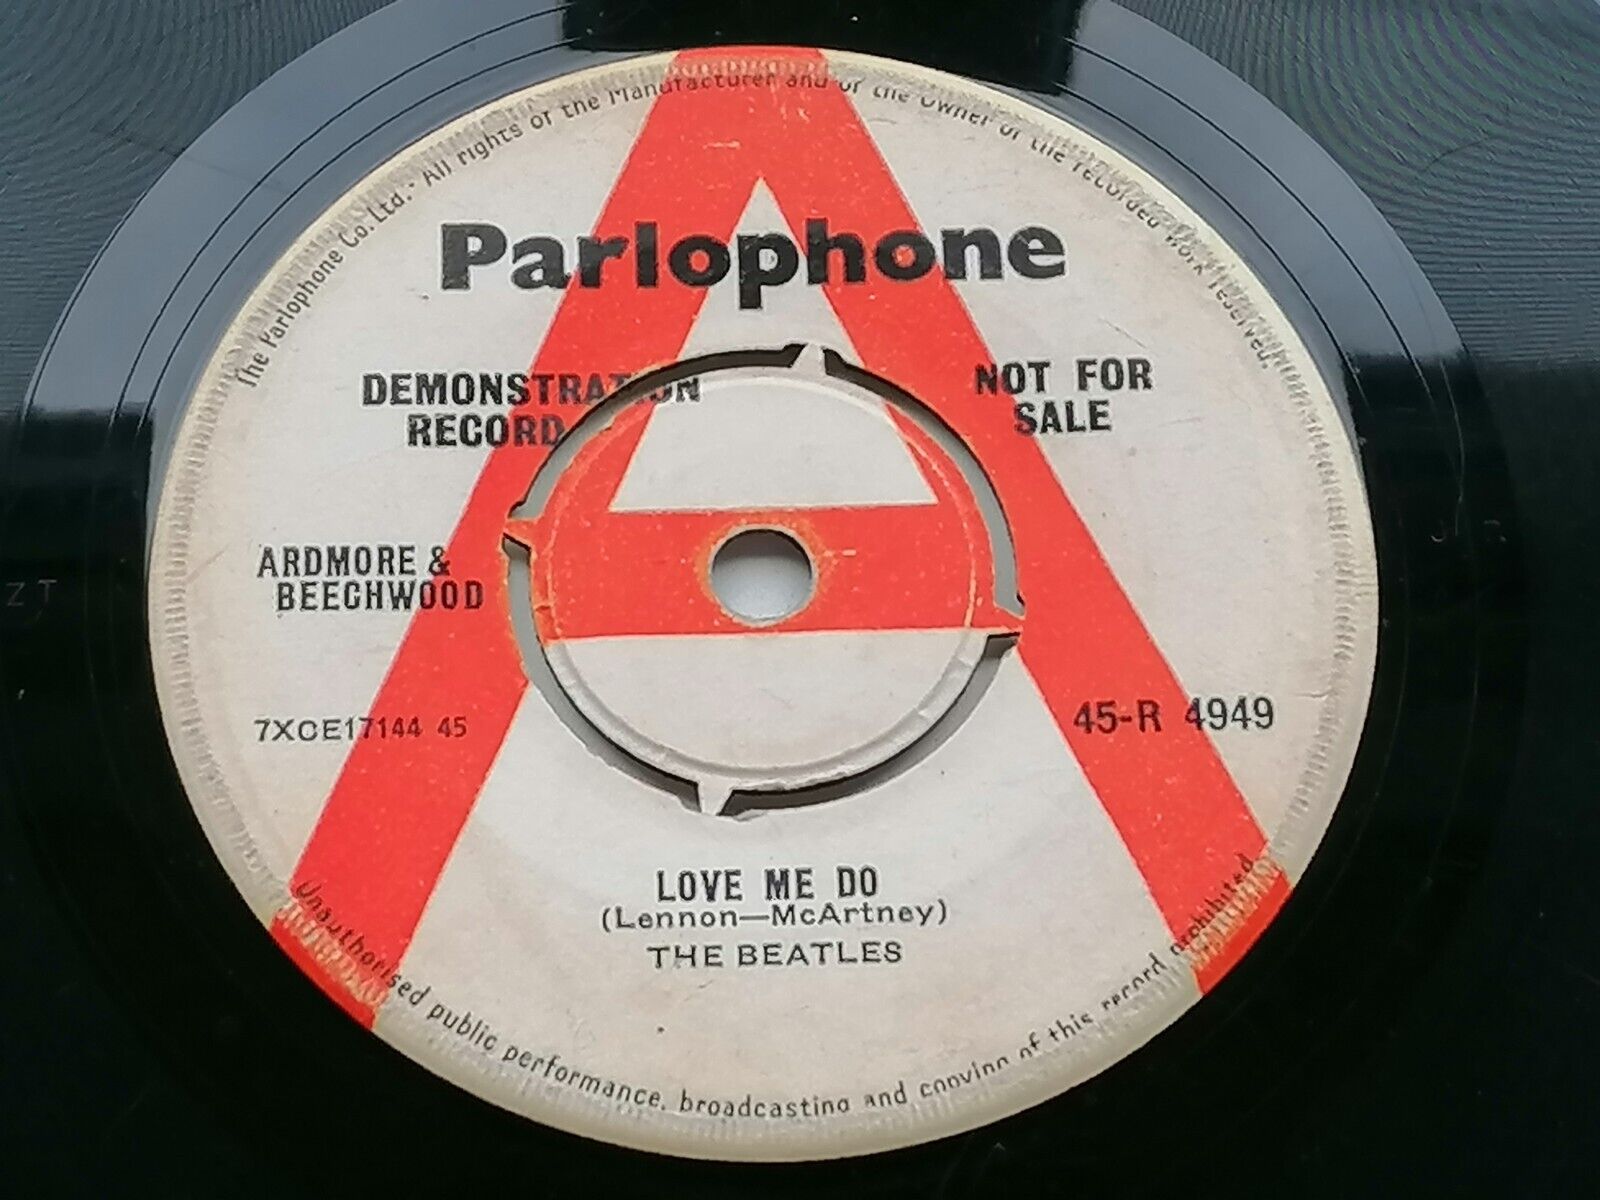 The Parlophone Co. Ltd. - All rights of the Manufacturer and of the Owner of the recorded work reserved.
Parlophone
DEMONSTRATION
RECORD
NOT FOR
SALE
ARDMORE &
BEECHWOOD
ZT
7XCE17144 45
45-R 4949
LOVE ME DO
(Lennon—McArtney)
THE BEATLES
Unauthorised public performance, broadcasting and copying of this record prohibited